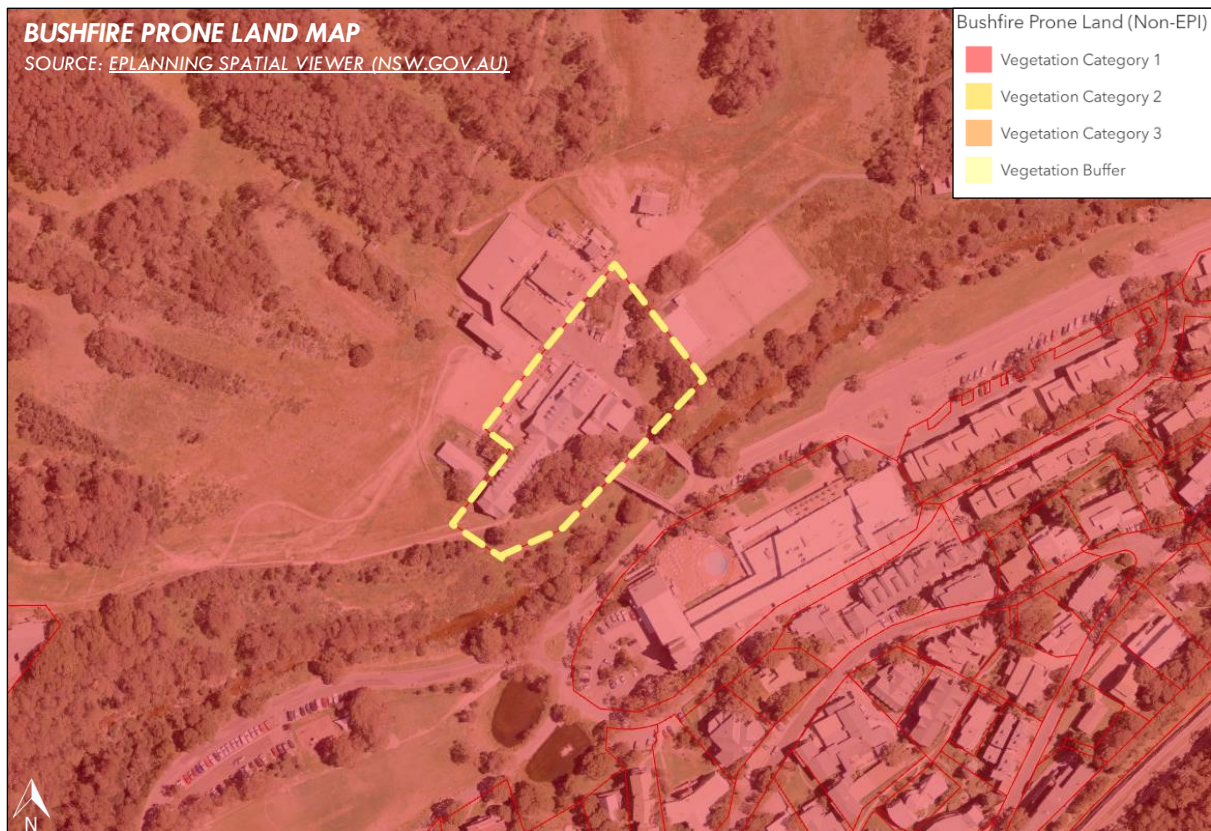 BUSHFIRE PRONE LAND MAP
SOURCE: EPLANNING SPATIAL VIEWER (NSW.GOV.AU)
Bushfire Prone Land (Non-EPI)
Vegetation Category 1
Vegetation Category 2
Vegetation Category 3
Vegetation Buffer
N